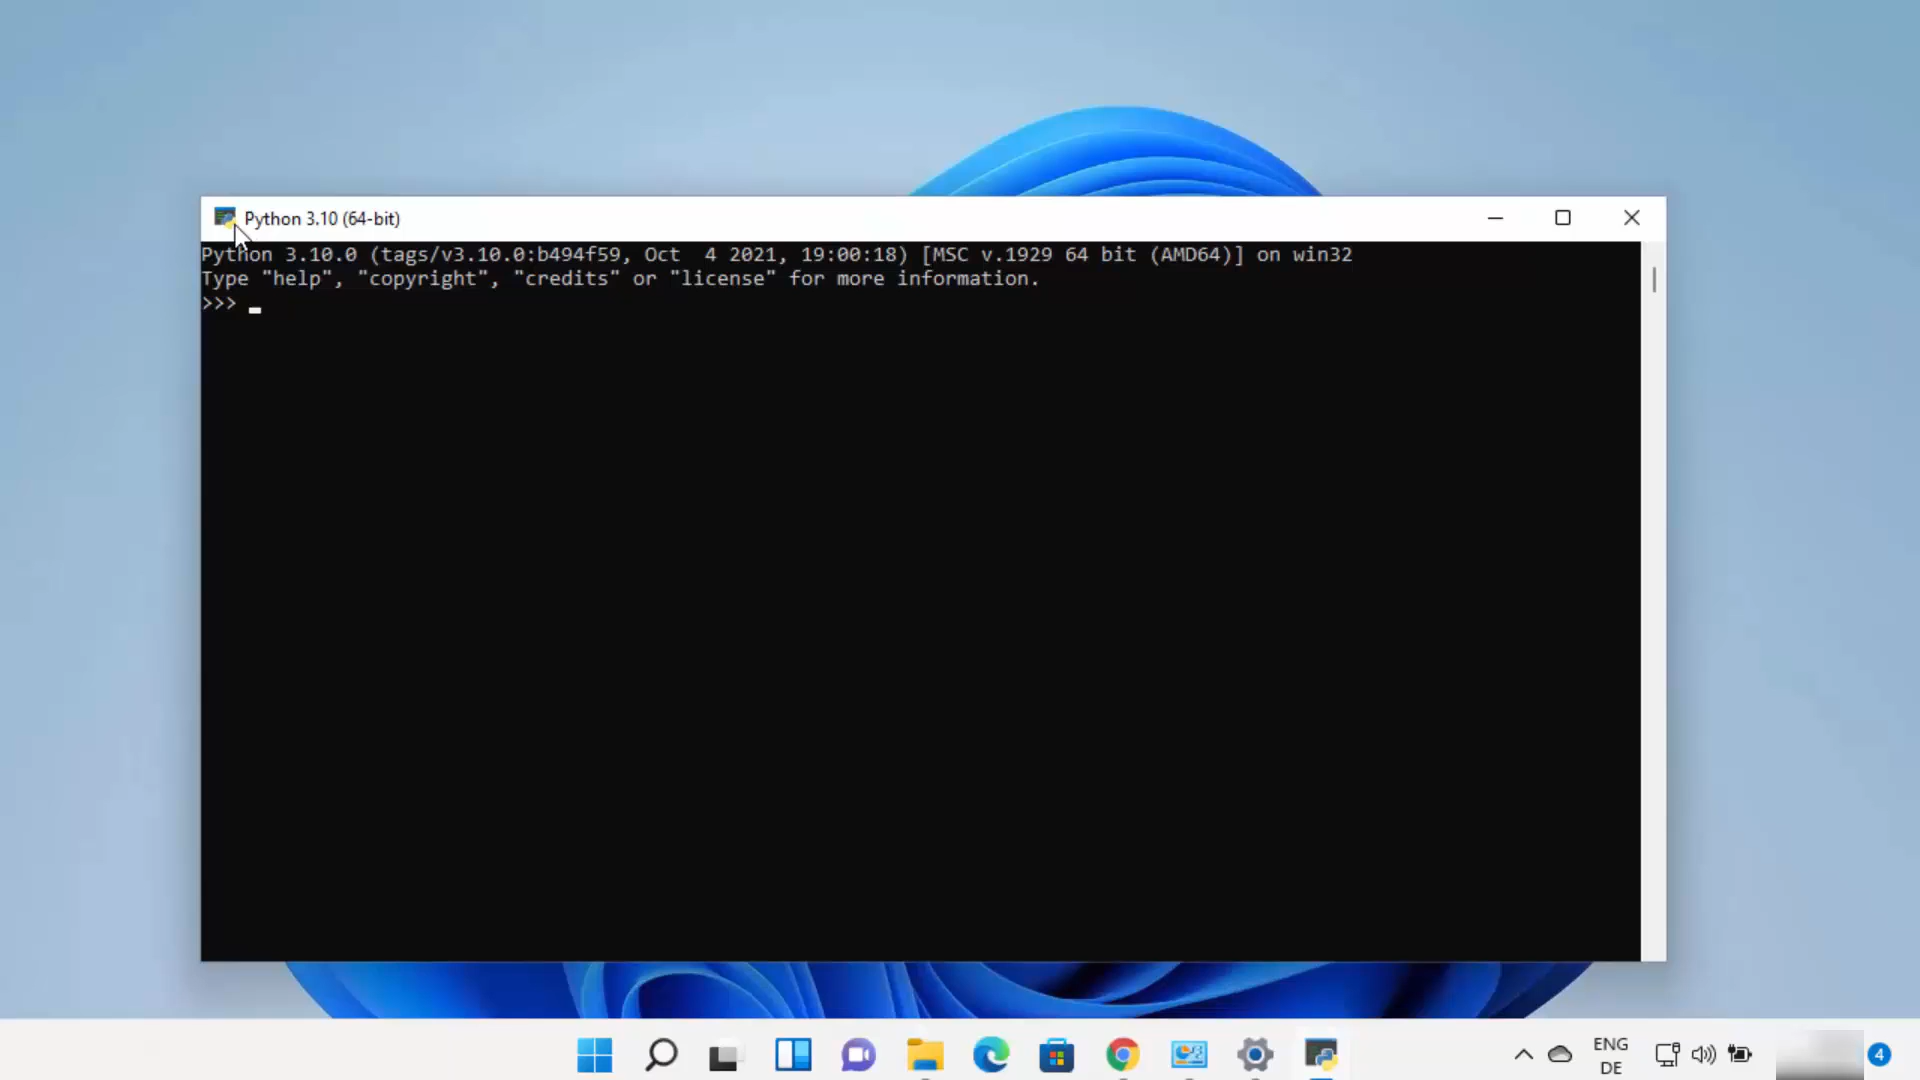 Python 3.10 (64-bit)
Python 3.10.0 (tags/v3.10.0:b494f59, Oct  4 2021, 19:00:18) [MSC v.1929 64 bit (AMD64)] on win32
Type "help", "copyright", "credits" or "license" for more information.
>>>
ENG
DE
4